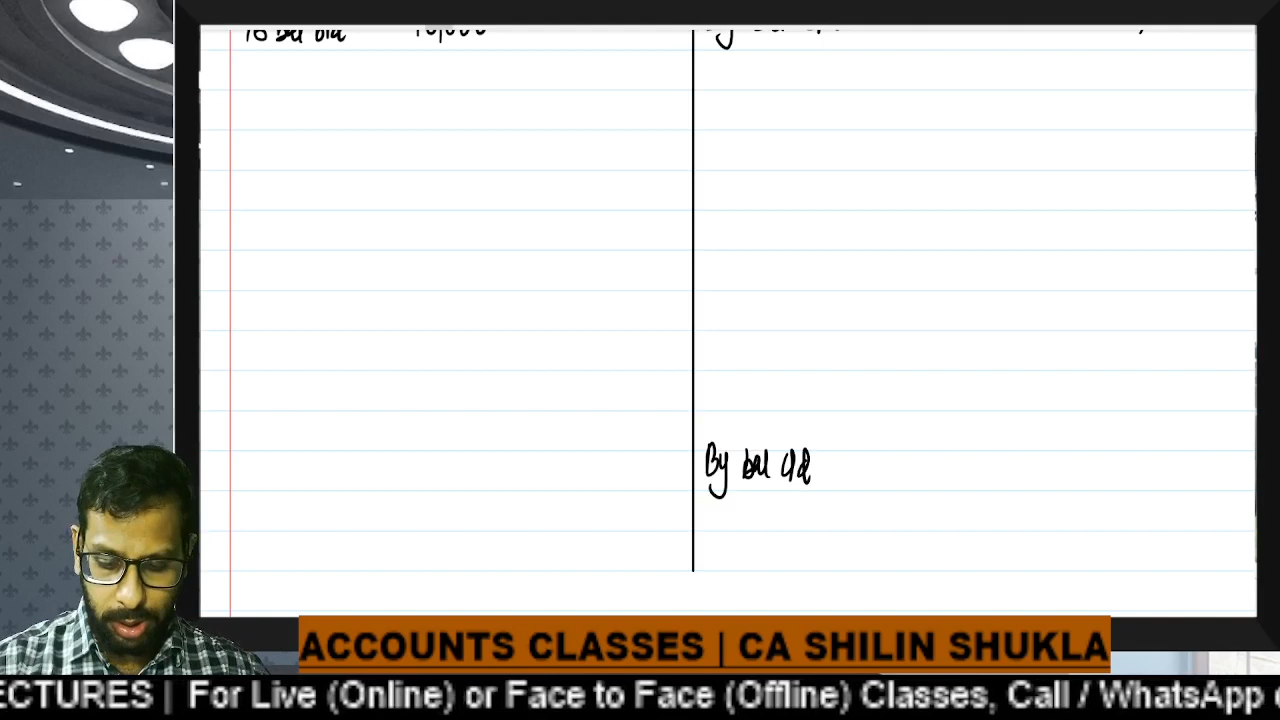 To bal b/d
By bal c/d
ACCOUNTS CLASSES | CA SHILIN SHUKLA
ECTURES | For Live (Online) or Face to Face (Offline) Classes, Call / WhatsApp